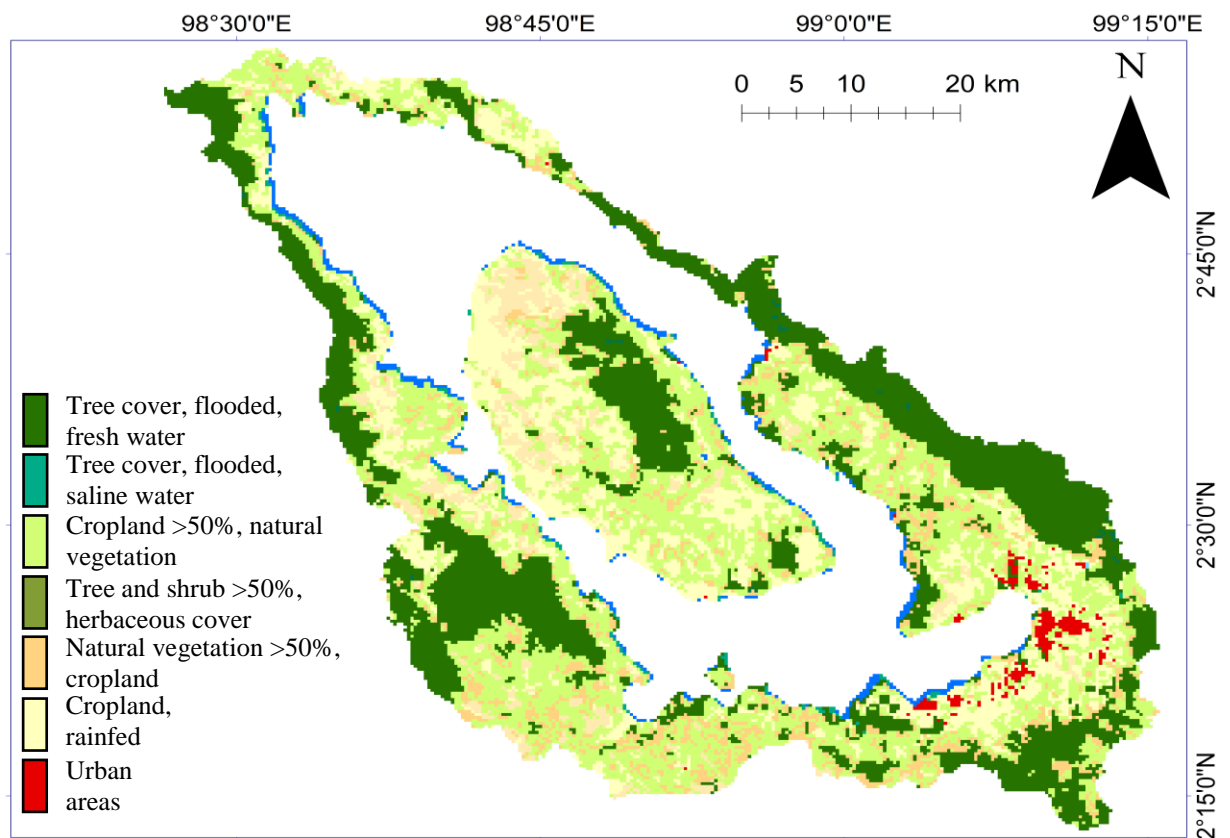 98°30'0"E 98°45'0"E 99°0'0"E 99°15'0"E
0 5 10 20 km
N
2°45'0"N
2°30'0"N
2°15'0"N
Tree cover, flooded,
fresh water
Tree cover, flooded,
saline water
Cropland >50%, natural
vegetation
Tree and shrub >50%,
herbaceous cover
Natural vegetation >50%,
cropland
Cropland,
rainfed
Urban
areas